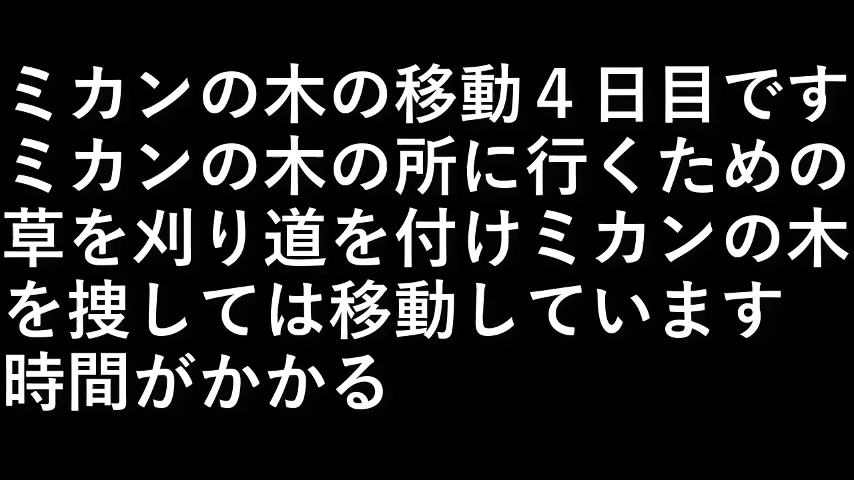 ミカンの木の移動４日目です
ミカンの木の所に行くための
草を刈り道を付けミカンの木
を捜しては移動しています
時間がかかる